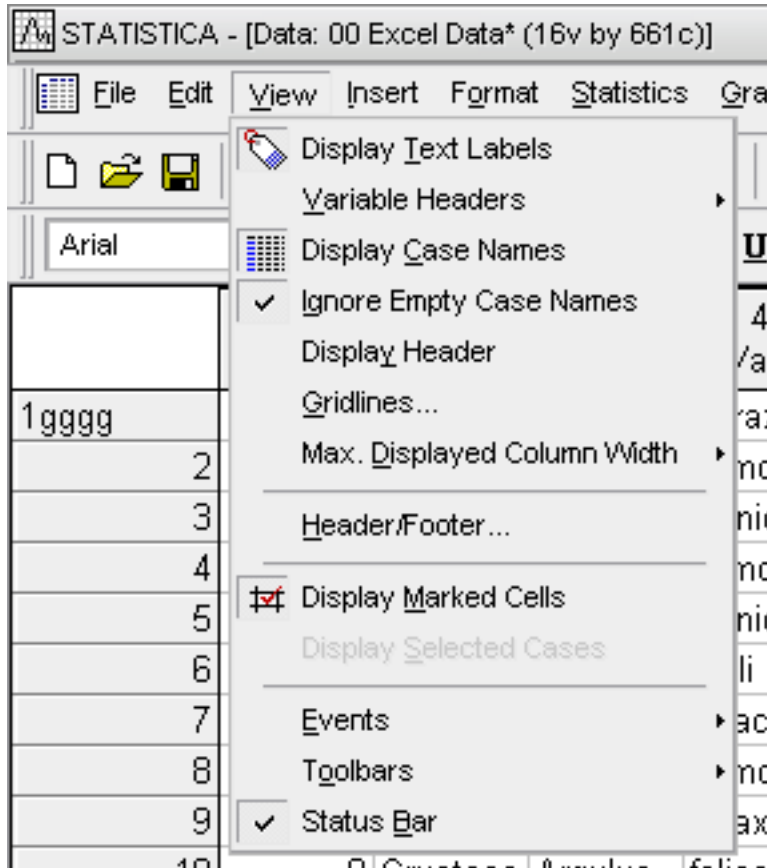 STATISTICA - [Data: 00 Excel Data* (16v by 661c)]
File Edit View Insert Format Statistics
Display Text Labels
Variable Headers
Arial
Display Case Names
U
Ignore Empty Case Names
4
Display Header
1gggg
Gridlines...
2
Max. Displayed Column Width
3
Header/Footer...
4
Display Marked Cells
5
Display Selected Cases
6
7
Events
8
Toolbars
9
Status Bar